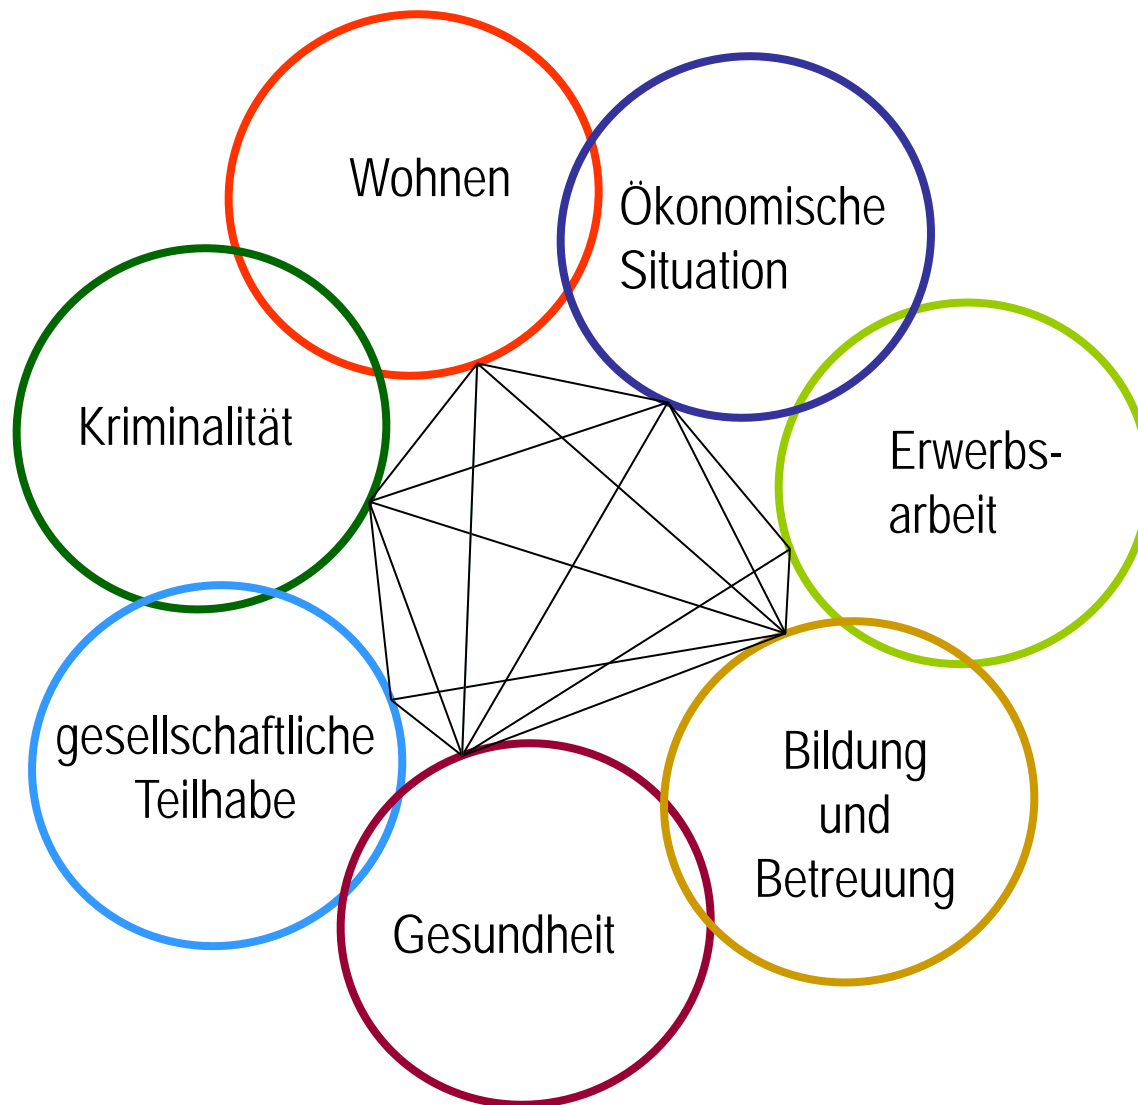 Wohnen
Ökonomische
Situation
Kriminalität
Erwerbs-
arbeit
gesellschaftliche
Teilhabe
Bildung
und
Betreuung
Gesundheit